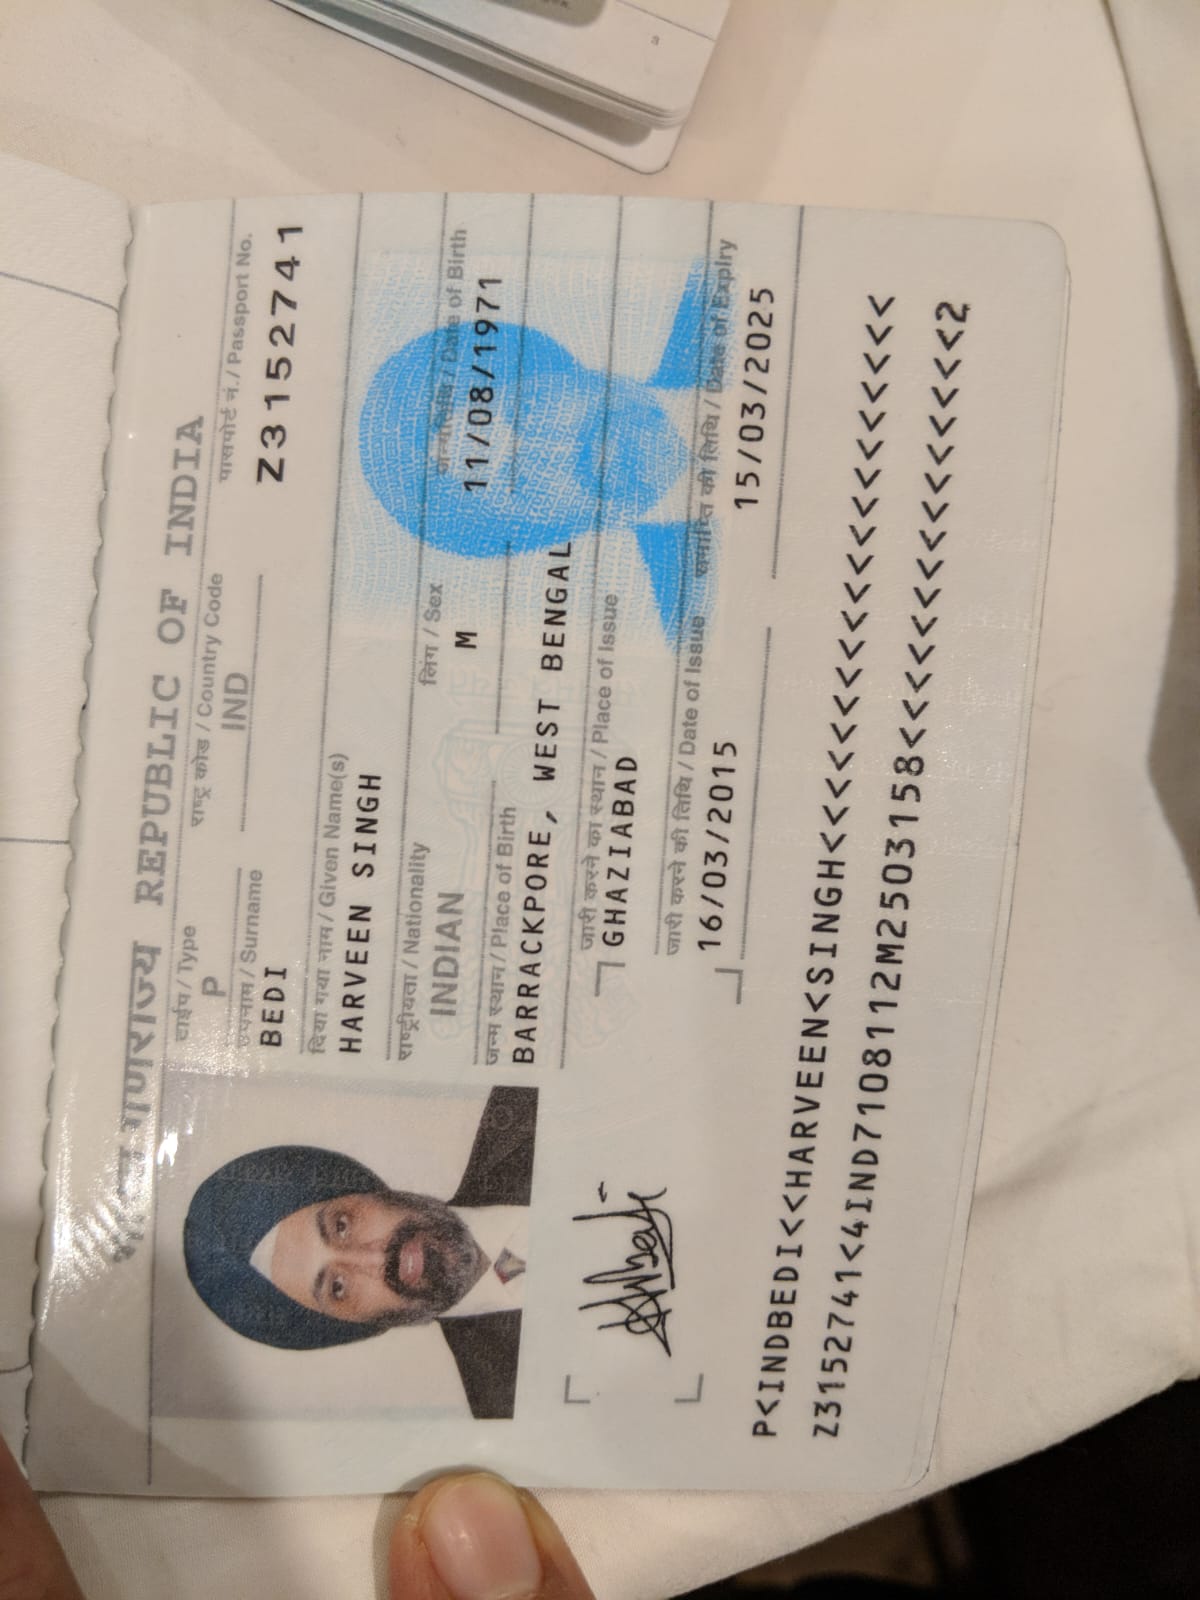 गणराज्य REPUBLIC OF INDIA
टाईप / Type
राष्ट्र कोड / Country Code
पासपोर्ट नं. / Passport No.
P
IND
Z3152741
उपनाम / Surname
BEDI
दिया गया नाम / Given Name(s)
HARVEEN SINGH
राष्ट्रीयता / Nationality
लिंग / Sex
जन्म तिथि / Date of Birth
INDIAN
M
11/08/1971
जन्म स्थान / Place of Birth
BARRACKPORE, WEST BENGAL
जारी करने का स्थान / Place of Issue
GHAZIABAD
जारी करने की तिथि / Date of Issue
समाप्ति की तिथि / Date of Expiry
16/03/2015
15/03/2025
P<INDBEDI<<HARVEEN<SINGH<<<<<<<<<<<<<<<<<<<<
Z3152741<4IND7108112M2503158<<<<<<<<<<<<<<<2